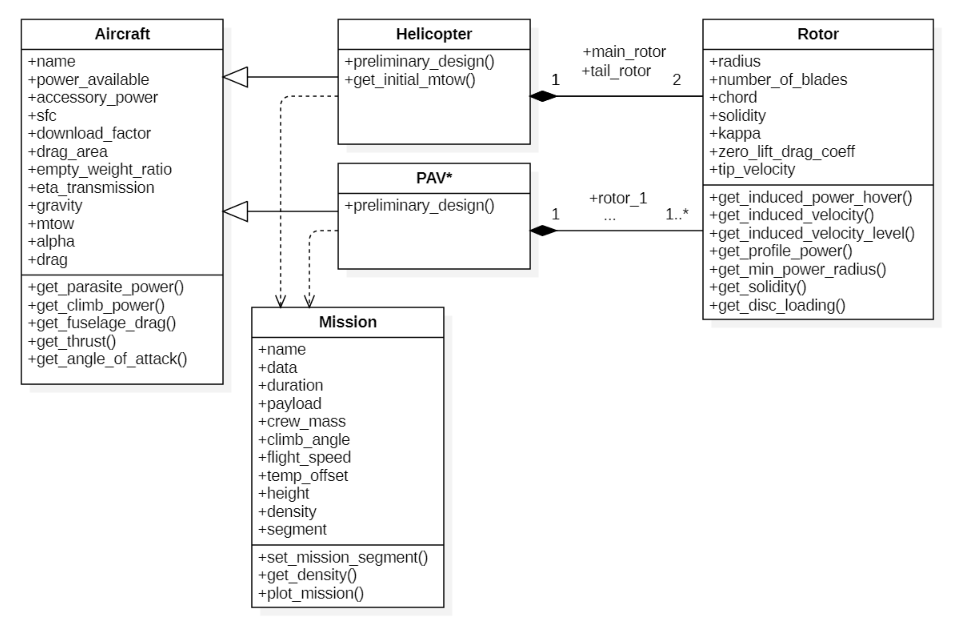 Aircraft
+name
+power_available
+accessory_power
+sfc
+download_factor
+drag_area
+empty_weight_ratio
+eta_transmission
+gravity
+mtow
+alpha
+drag
+get_parasite_power()
+get_climb_power()
+get_fuselage_drag()
+get_thrust()
+get_angle_of_attack()
Helicopter
+preliminary_design()
+get_initial_mtow()
+main_rotor
+tail_rotor
1
2
PAV*
+preliminary_design()
+rotor_1
...
1
1..*
Rotor
+radius
+number_of_blades
+chord
+solidity
+kappa
+zero_lift_drag_coeff
+tip_velocity
+get_induced_power_hover()
+get_induced_velocity()
+get_induced_velocity_level()
+get_profile_power()
+get_min_power_radius()
+get_solidity()
+get_disc_loading()
Mission
+name
+data
+duration
+payload
+crew_mass
+climb_angle
+flight_speed
+temp_offset
+height
+density
+segment
+set_mission_segment()
+get_density()
+plot_mission()